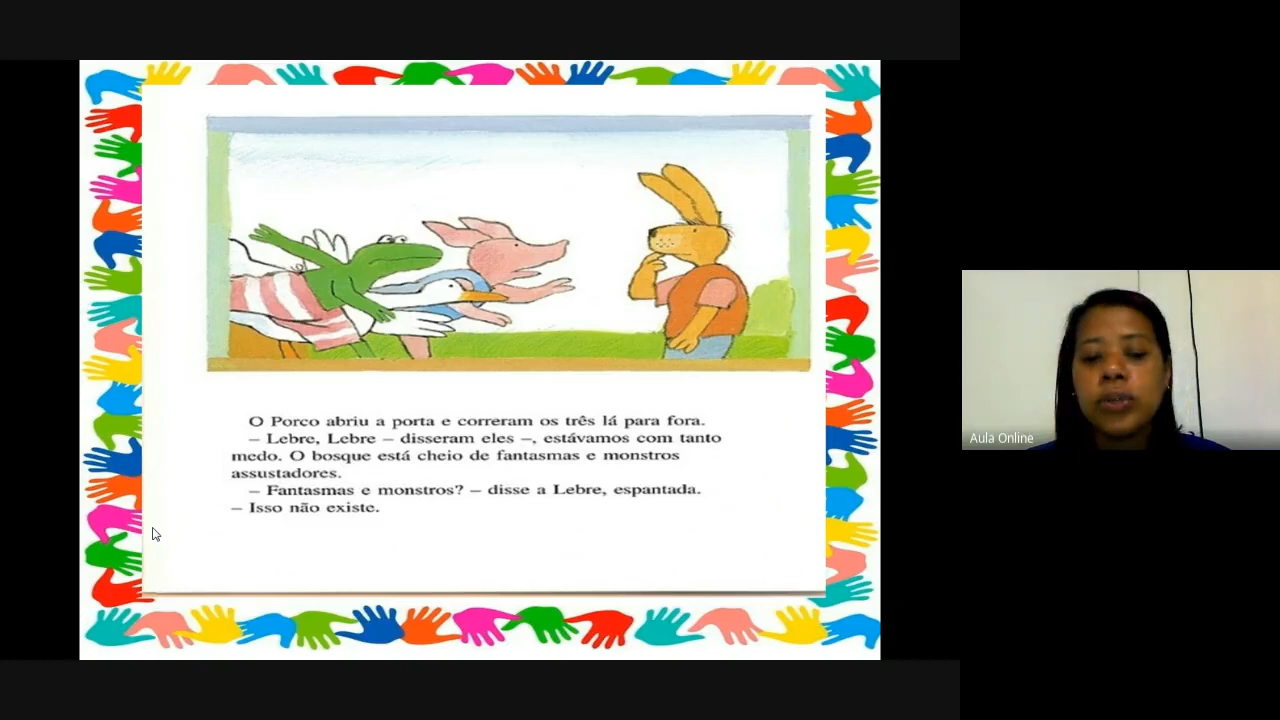 O Porco abriu a porta e correram os três lá para fora.
– Lebre, Lebre – disseram eles –, estávamos com tanto
medo. O bosque está cheio de fantasmas e monstros
assustadores.
– Fantasmas e monstros? – disse a Lebre, espantada.
– Isso não existe.
Aula Online